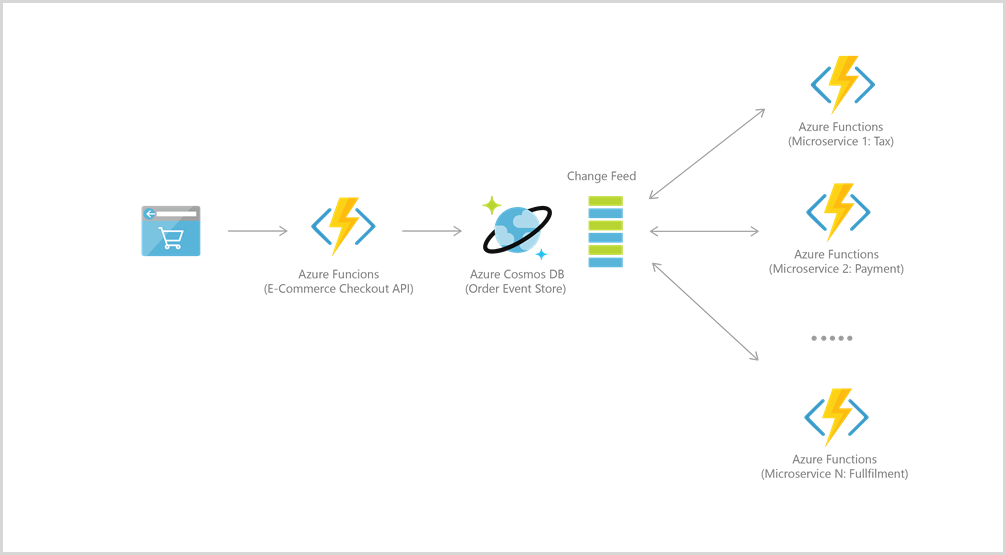 Azure Funcions
(E-Commerce Checkout API)
Azure Cosmos DB
(Order Event Store)
Change Feed
Azure Functions
(Microservice 1: Tax)
Azure Functions
(Microservice 2: Payment)
Azure Functions
(Microservice N: Fullfilment)